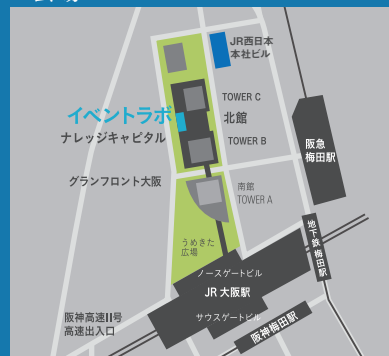 JR西日本
本社ビル
TOWER C
イベントラボ
北館
ナレッジキャピタル
TOWER B
阪急
梅田駅
グランフロント大阪
南館
TOWER A
うめきた
広場
地下鉄 梅田駅
ノースゲートビル
JR 大阪駅
サウスゲートビル
阪神高速11号
高速出入口
阪神梅田駅